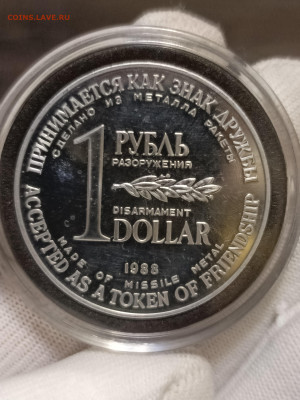 coins.lave.ru
ПРИНИМАЕТСЯ КАК ЗНАК ДРУЖБЫ
СДЕЛАНО ИЗ МЕТАЛЛА РАКЕТЫ
1 РУБЛЬ
РАЗОРУЖЕНИЯ
DISARMAMENT
DOLLAR
1988
MADE OF MISSILE METAL
ACCEPTED AS A TOKEN OF FRIENDSHIP